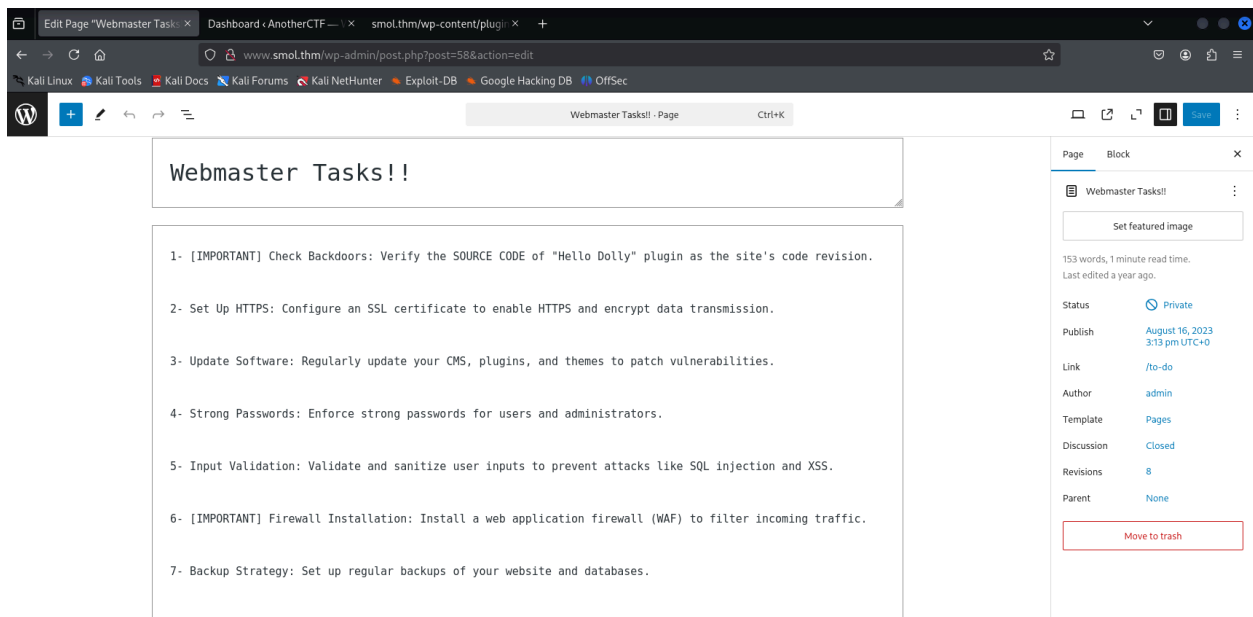 Edit Page "Webmaster Tasks
Dashboard ‹ AnotherCTF — W
smol.thm/wp-content/plugin
www.smol.thm/wp-admin/post.php?post=58&action=edit
Kali Linux Kali Tools Kali Docs Kali Forums Kali NetHunter Exploit-DB Google Hacking DB OffSec
Webmaster Tasks!! · Page Ctrl+K
Save
Webmaster Tasks!!
1- [IMPORTANT] Check Backdoors: Verify the SOURCE CODE of "Hello Dolly" plugin as the site's code revision.
2- Set Up HTTPS: Configure an SSL certificate to enable HTTPS and encrypt data transmission.
3- Update Software: Regularly update your CMS, plugins, and themes to patch vulnerabilities.
4- Strong Passwords: Enforce strong passwords for users and administrators.
5- Input Validation: Validate and sanitize user inputs to prevent attacks like SQL injection and XSS.
6- [IMPORTANT] Firewall Installation: Install a web application firewall (WAF) to filter incoming traffic.
7- Backup Strategy: Set up regular backups of your website and databases.
Page Block
Webmaster Tasks!!
Set featured image
153 words, 1 minute read time.
Last edited a year ago.
Status Private
Publish August 16, 2023
3:13 pm UTC+0
Link /to-do
Author admin
Template Pages
Discussion Closed
Revisions 8
Parent None
Move to trash